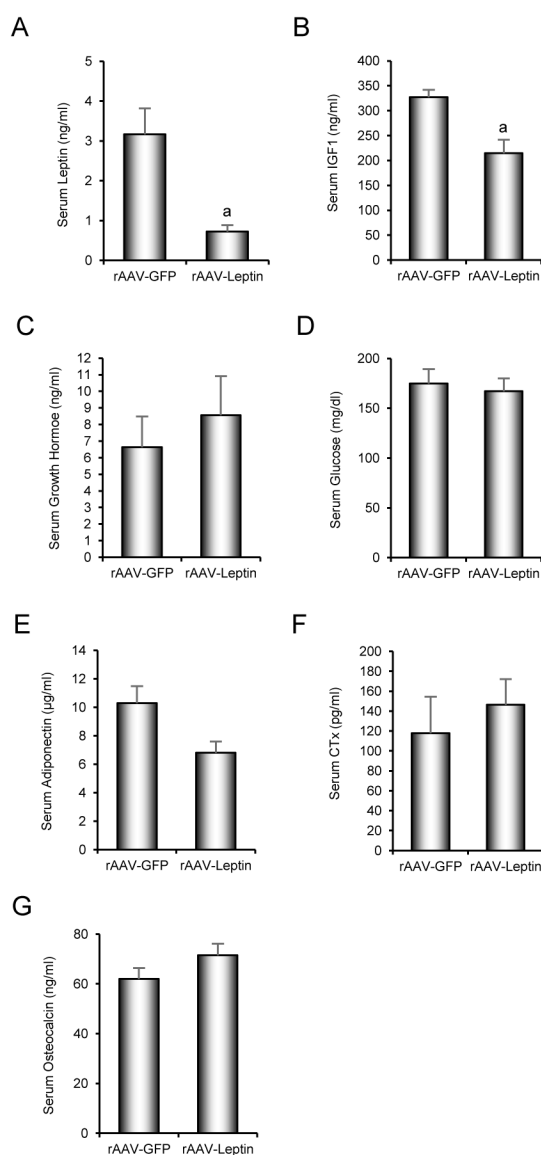 A
Serum Leptin (ng/ml)
5
4
3
2
1
0
a
rAAV-GFP rAAV-Leptin
B
Serum IGF1 (ng/ml)
400
350
300
250
200
150
100
50
0
a
rAAV-GFP rAAV-Leptin
C
Serum Growth Hormoe (ng/ml)
12
11
10
9
8
7
6
5
4
3
2
1
0
rAAV-GFP rAAV-Leptin
D
Serum Glucose (mg/dl)
200
150
100
50
0
rAAV-GFP rAAV-Leptin
E
Serum Adiponectin (µg/ml)
14
12
10
8
6
4
2
0
rAAV-GFP rAAV-Leptin
F
Serum CTx (pg/ml)
200
180
160
140
120
100
80
60
40
20
0
rAAV-GFP rAAV-Leptin
G
Serum Osteocalcin (ng/ml)
80
60
40
20
0
rAAV-GFP rAAV-Leptin